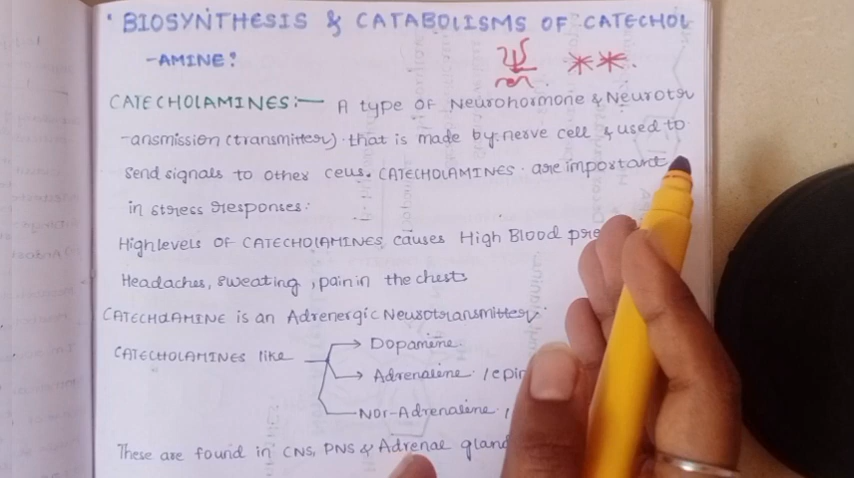 BIOSYNTHESIS & CATABOLISMS OF CATECHOL
-AMINE:
CATECHOLAMINES:— A type OF Neurohormone & Neurotr
-ansmission (transmitter) that is made by nerve cell & used to
Send signals to other cells. CATECHOLAMINES are important
in stress responses:
High levels OF CATECHOLAMINES causes High Blood pre
Headaches, sweating, pain in the chests
CATECHOLAMINE is an Adrenergic Neurotransmitter.
CATECHOLAMINES like
Dopamine
Adrenaline /epin
Nor-Adrenaline,
These are found in CNS, PNS & Adrenal gland